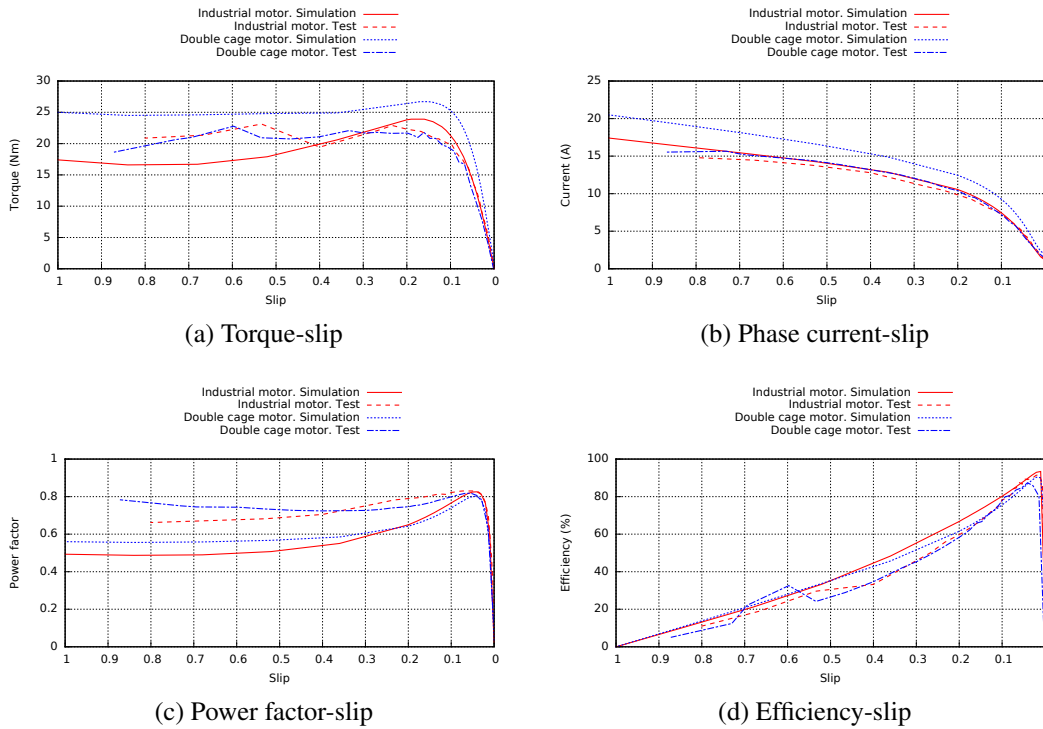 Industrial motor. Simulation
Industrial motor. Test
Double cage motor. Simulation
Double cage motor. Test
30
25
20
15
10
5
0
Torque (Nm)
1 0.9 0.8 0.7 0.6 0.5 0.4 0.3 0.2 0.1 0
Slip
(a) Torque-slip
Industrial motor. Simulation
Industrial motor. Test
Double cage motor. Simulation
Double cage motor. Test
25
20
15
10
5
0
Current (A)
1 0.9 0.8 0.7 0.6 0.5 0.4 0.3 0.2 0.1
Slip
(b) Phase current-slip
Industrial motor. Simulation
Industrial motor. Test
Double cage motor. Simulation
Double cage motor. Test
1
0.8
0.6
0.4
0.2
0
Power factor
1 0.9 0.8 0.7 0.6 0.5 0.4 0.3 0.2 0.1 0
Slip
(c) Power factor-slip
Industrial motor. Simulation
Industrial motor. Test
Double cage motor. Simulation
Double cage motor. Test
100
80
60
40
20
0
Efficiency (%)
1 0.9 0.8 0.7 0.6 0.5 0.4 0.3 0.2 0.1
Slip
(d) Efficiency-slip